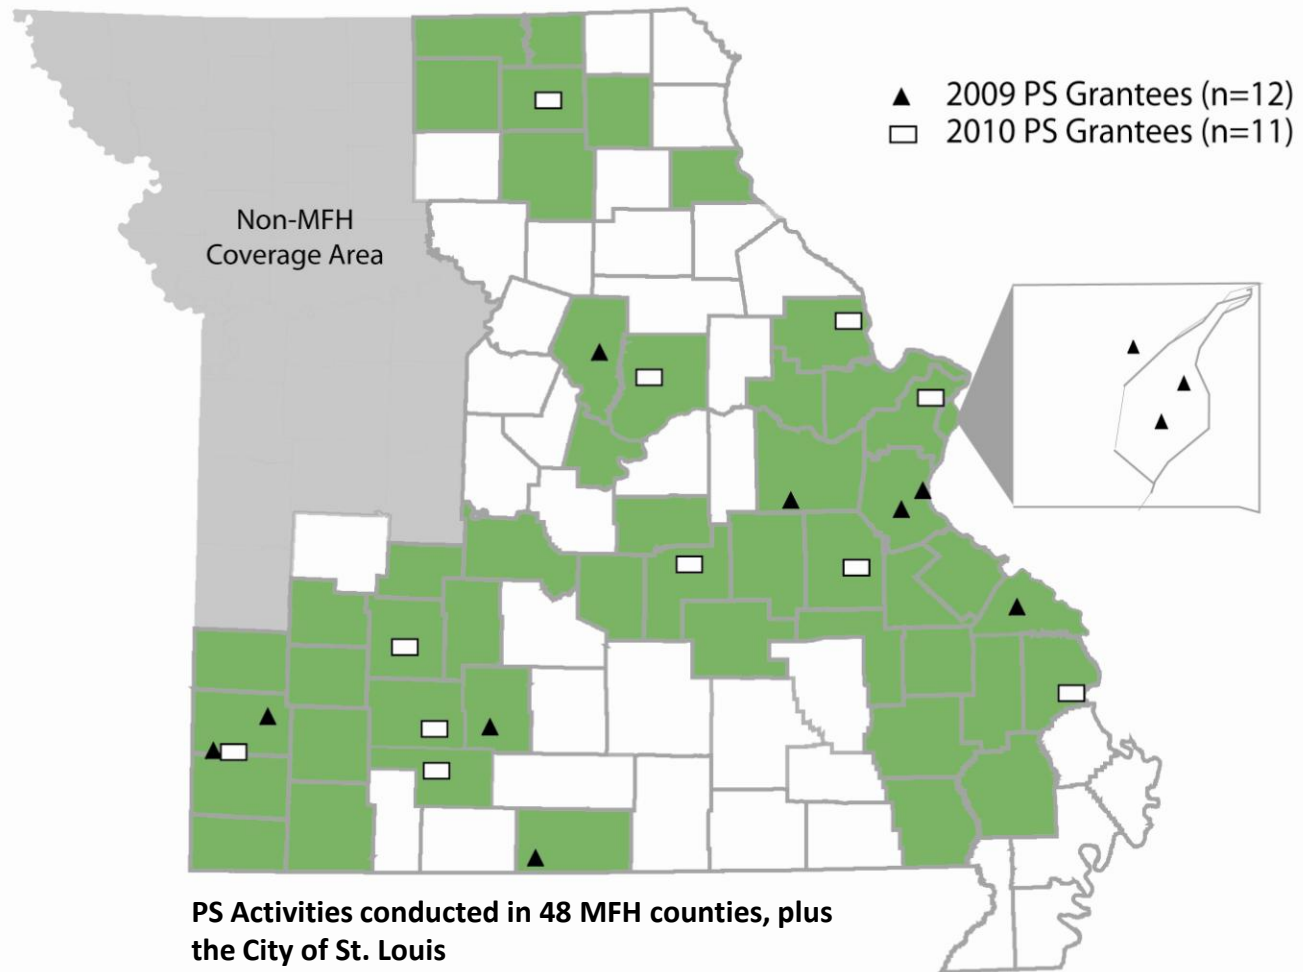 ▲ 2009 PS Grantees (n=12)
2010 PS Grantees (n=11)
Non-MFH
Coverage Area
PS Activities conducted in 48 MFH counties, plus
the City of St. Louis